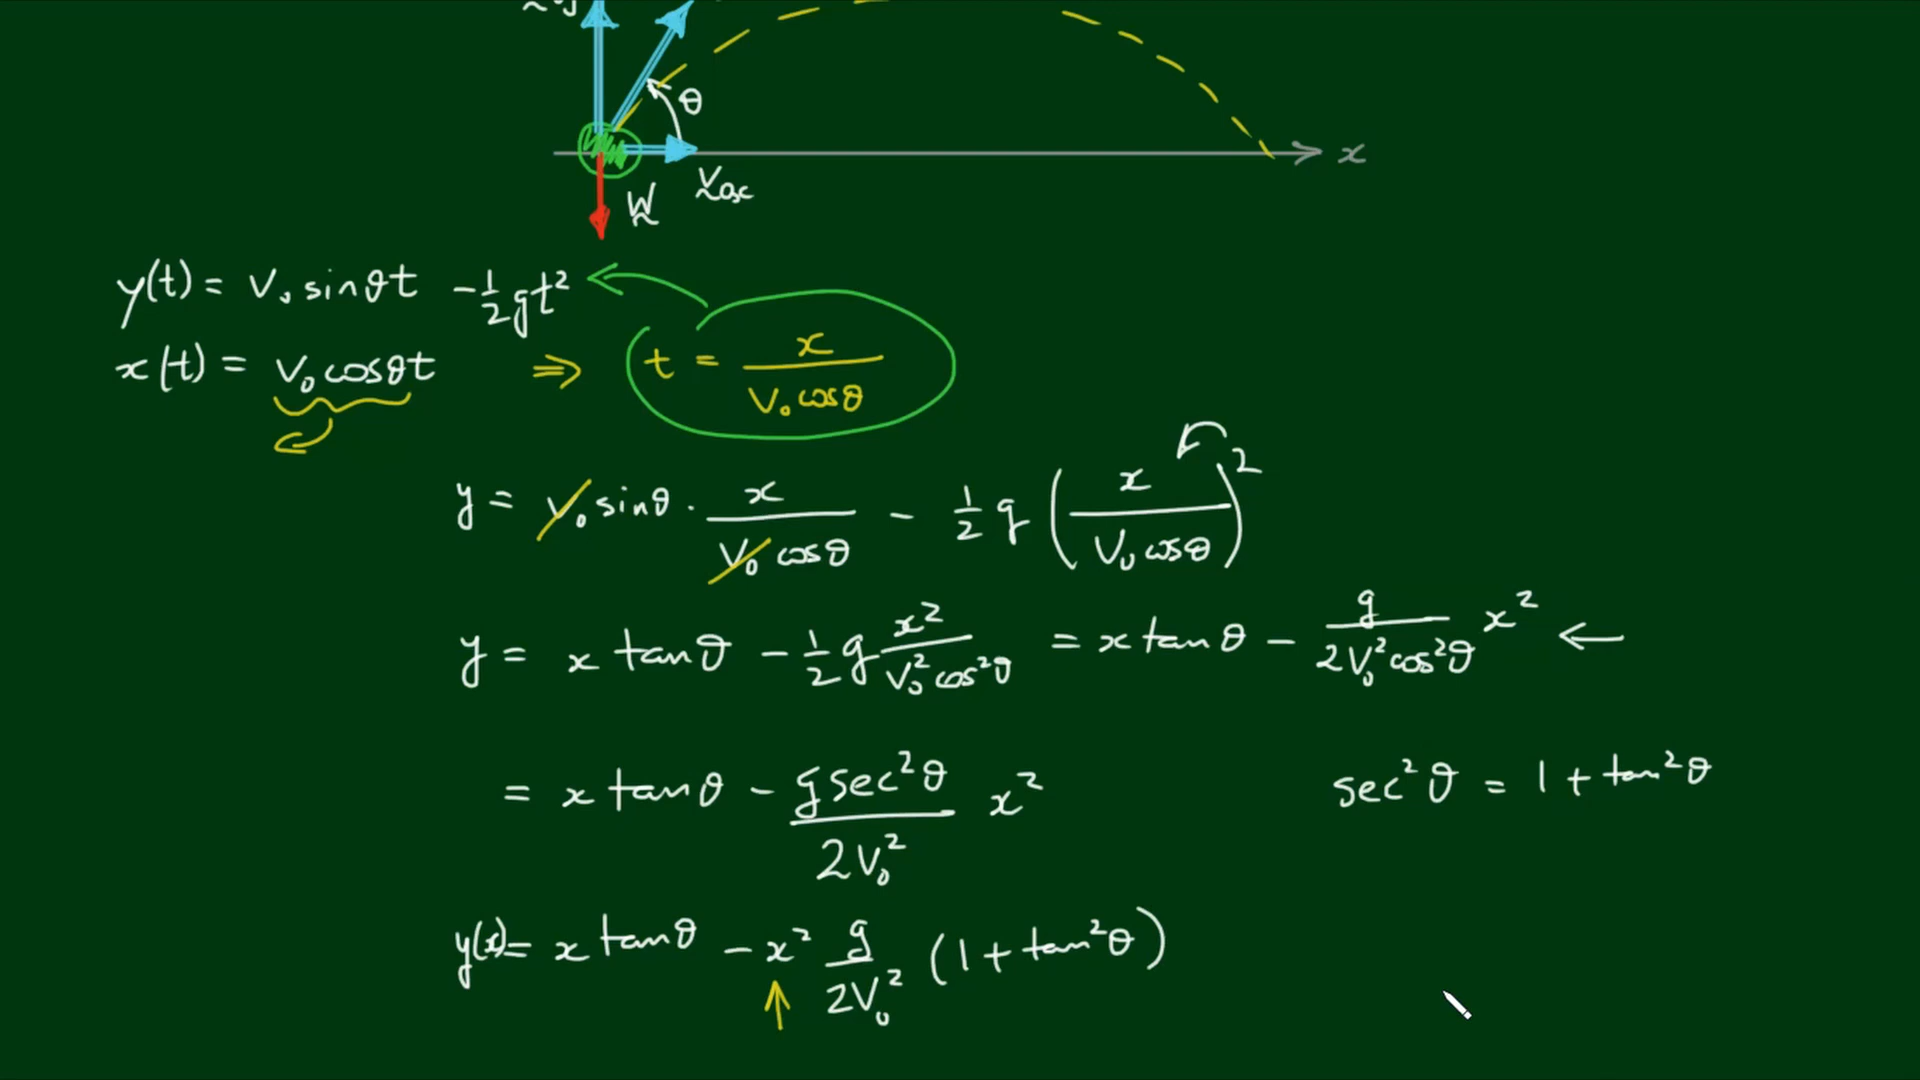 θ
x
W V₀x
y(t) = V₀ sinθt − ½gt²
x(t) = V₀ cosθt ⇒ t = x / (V₀ cosθ)
y = V₀ sinθ · x / (V₀ cosθ) − ½ g (x / (V₀ cosθ))²
y = x tanθ − ½ g x² / (V₀² cos²θ) = x tanθ − g / (2V₀² cos²θ) x² ←
= x tanθ − g sec²θ / (2V₀²) x² sec²θ = 1 + tan²θ
y(x) = x tanθ − x² g / (2V₀²) (1 + tan²θ)